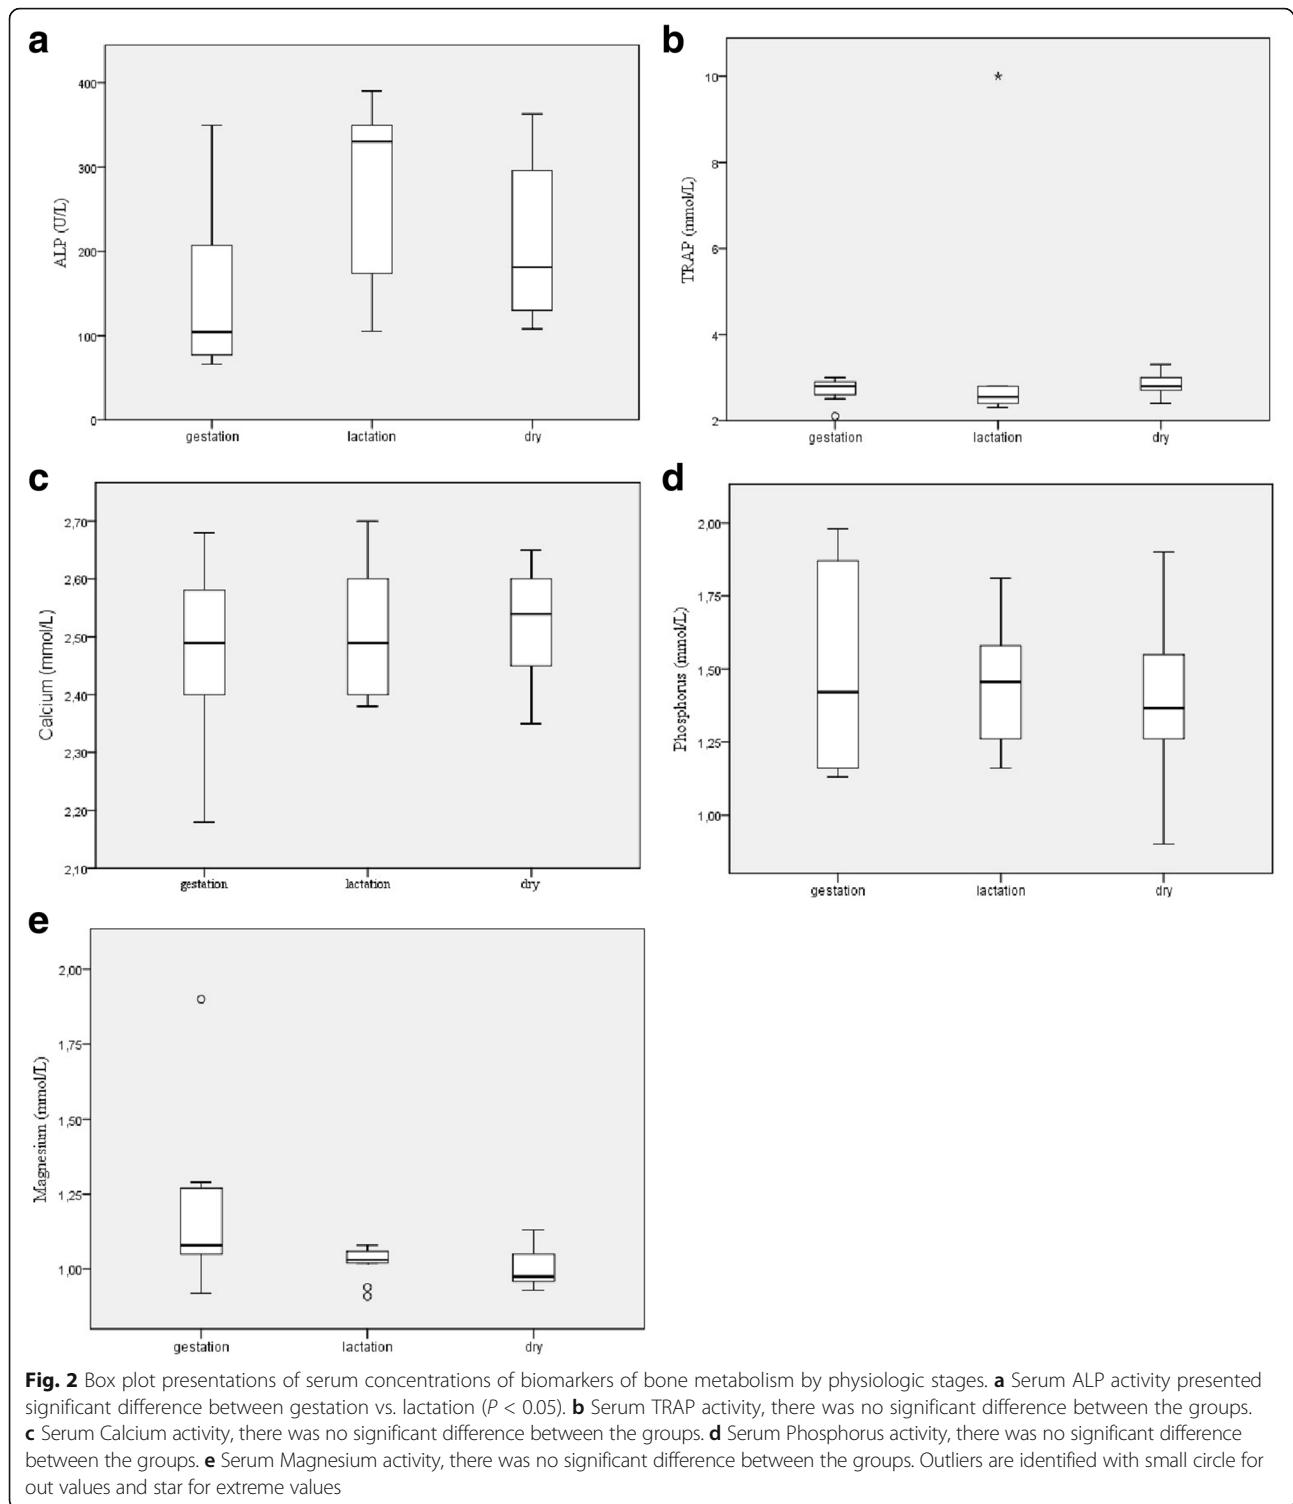 a
400
300
200
100
0
ALP (U/L)
gestation lactation dry
b
10
*
8
6
4
2
TRAP (mmol/L)
gestation lactation dry
c
2,70
2,60
2,50
2,40
2,30
2,20
2,10
Calcium (mmol/L)
gestation lactation dry
d
2,00
1,75
1,50
1,25
1,00
Phosphorus (mmol/L)
gestation lactation dry
e
2,00
1,75
1,50
1,25
1,00
Magnesium (mmol/L)
gestation lactation dry
Fig. 2 Box plot presentations of serum concentrations of biomarkers of bone metabolism by physiologic stages. a Serum ALP activity presented
significant difference between gestation vs. lactation (P < 0.05). b Serum TRAP activity, there was no significant difference between the groups.
c Serum Calcium activity, there was no significant difference between the groups. d Serum Phosphorus activity, there was no significant difference
between the groups. e Serum Magnesium activity, there was no significant difference between the groups. Outliers are identified with small circle for
out values and star for extreme values